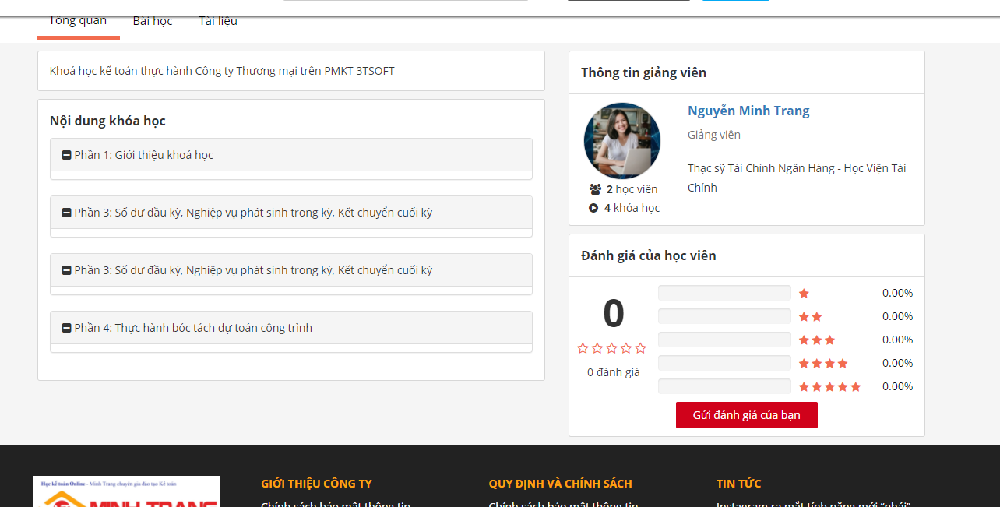 Tổng quan
Bài học
Tài liệu
Khoá học kế toán thực hành Công ty Thương mại trên PMKT 3TSOFT
Nội dung khóa học
Phần 1: Giới thiệu khoá học
Phần 3: Số dư đầu kỳ, Nghiệp vụ phát sinh trong kỳ, Kết chuyển cuối kỳ
Phần 3: Số dư đầu kỳ, Nghiệp vụ phát sinh trong kỳ, Kết chuyển cuối kỳ
Phần 4: Thực hành bóc tách dự toán công trình
Thông tin giảng viên
Nguyễn Minh Trang
Giảng viên
Thạc sỹ Tài Chính Ngân Hàng - Học Viện Tài
Chính
2 học viên
4 khóa học
Đánh giá của học viên
0
0 đánh giá
0.00%
0.00%
0.00%
0.00%
0.00%
Gửi đánh giá của bạn
Học kế toán Online - Minh Trang chuyên gia đào tạo Kế toán
MINH TRANG
GIỚI THIỆU CÔNG TY
Chính sách bảo mật thông tin
QUY ĐỊNH VÀ CHÍNH SÁCH
Chính sách bảo mật thông tin
TIN TỨC
Instagram ra mắt tính năng mới “nhái”